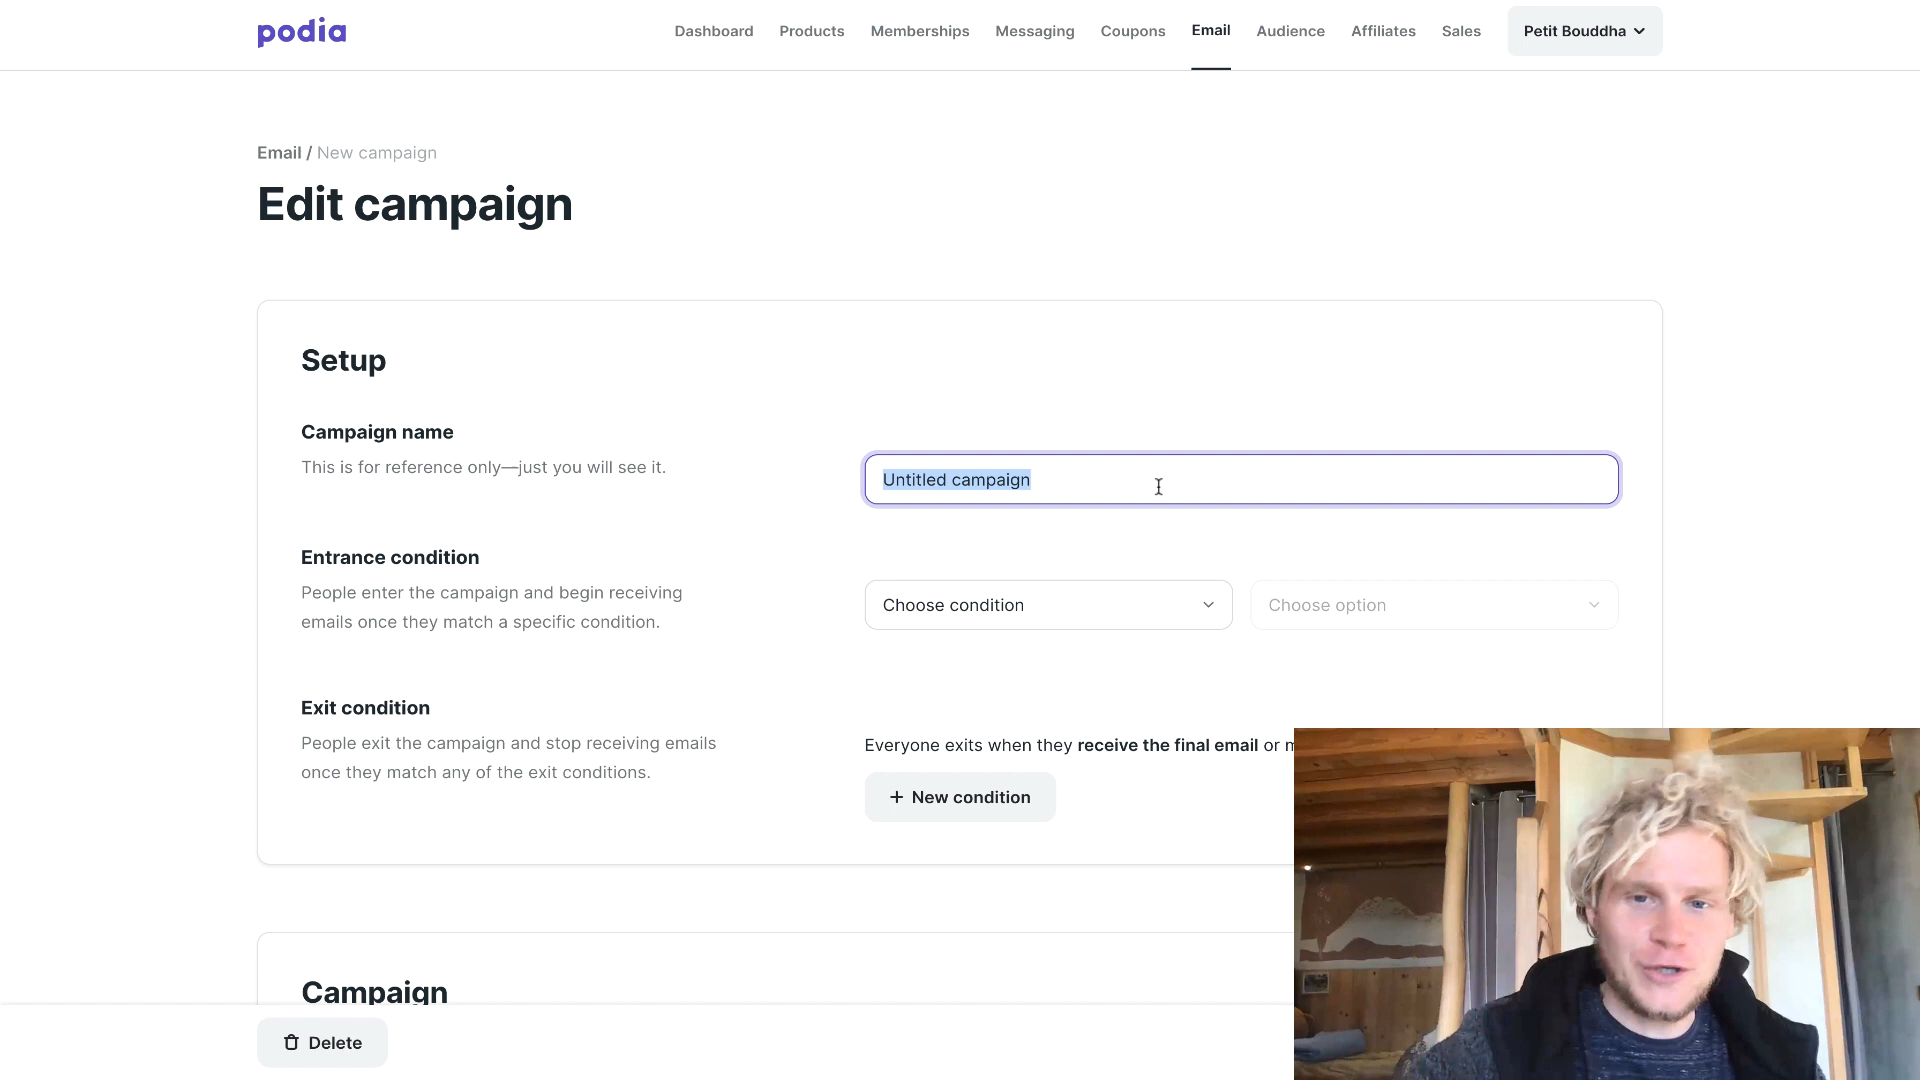 podia
Dashboard Products Memberships Messaging Coupons Email Audience Affiliates Sales Petit Bouddha
Email / New campaign
Edit campaign
Setup
Campaign name
This is for reference only—just you will see it.
Untitled campaign
Entrance condition
People enter the campaign and begin receiving
emails once they match a specific condition.
Choose condition
Choose option
Exit condition
People exit the campaign and stop receiving emails
once they match any of the exit conditions.
Everyone exits when they receive the final email or
+ New condition
Campaign
Delete